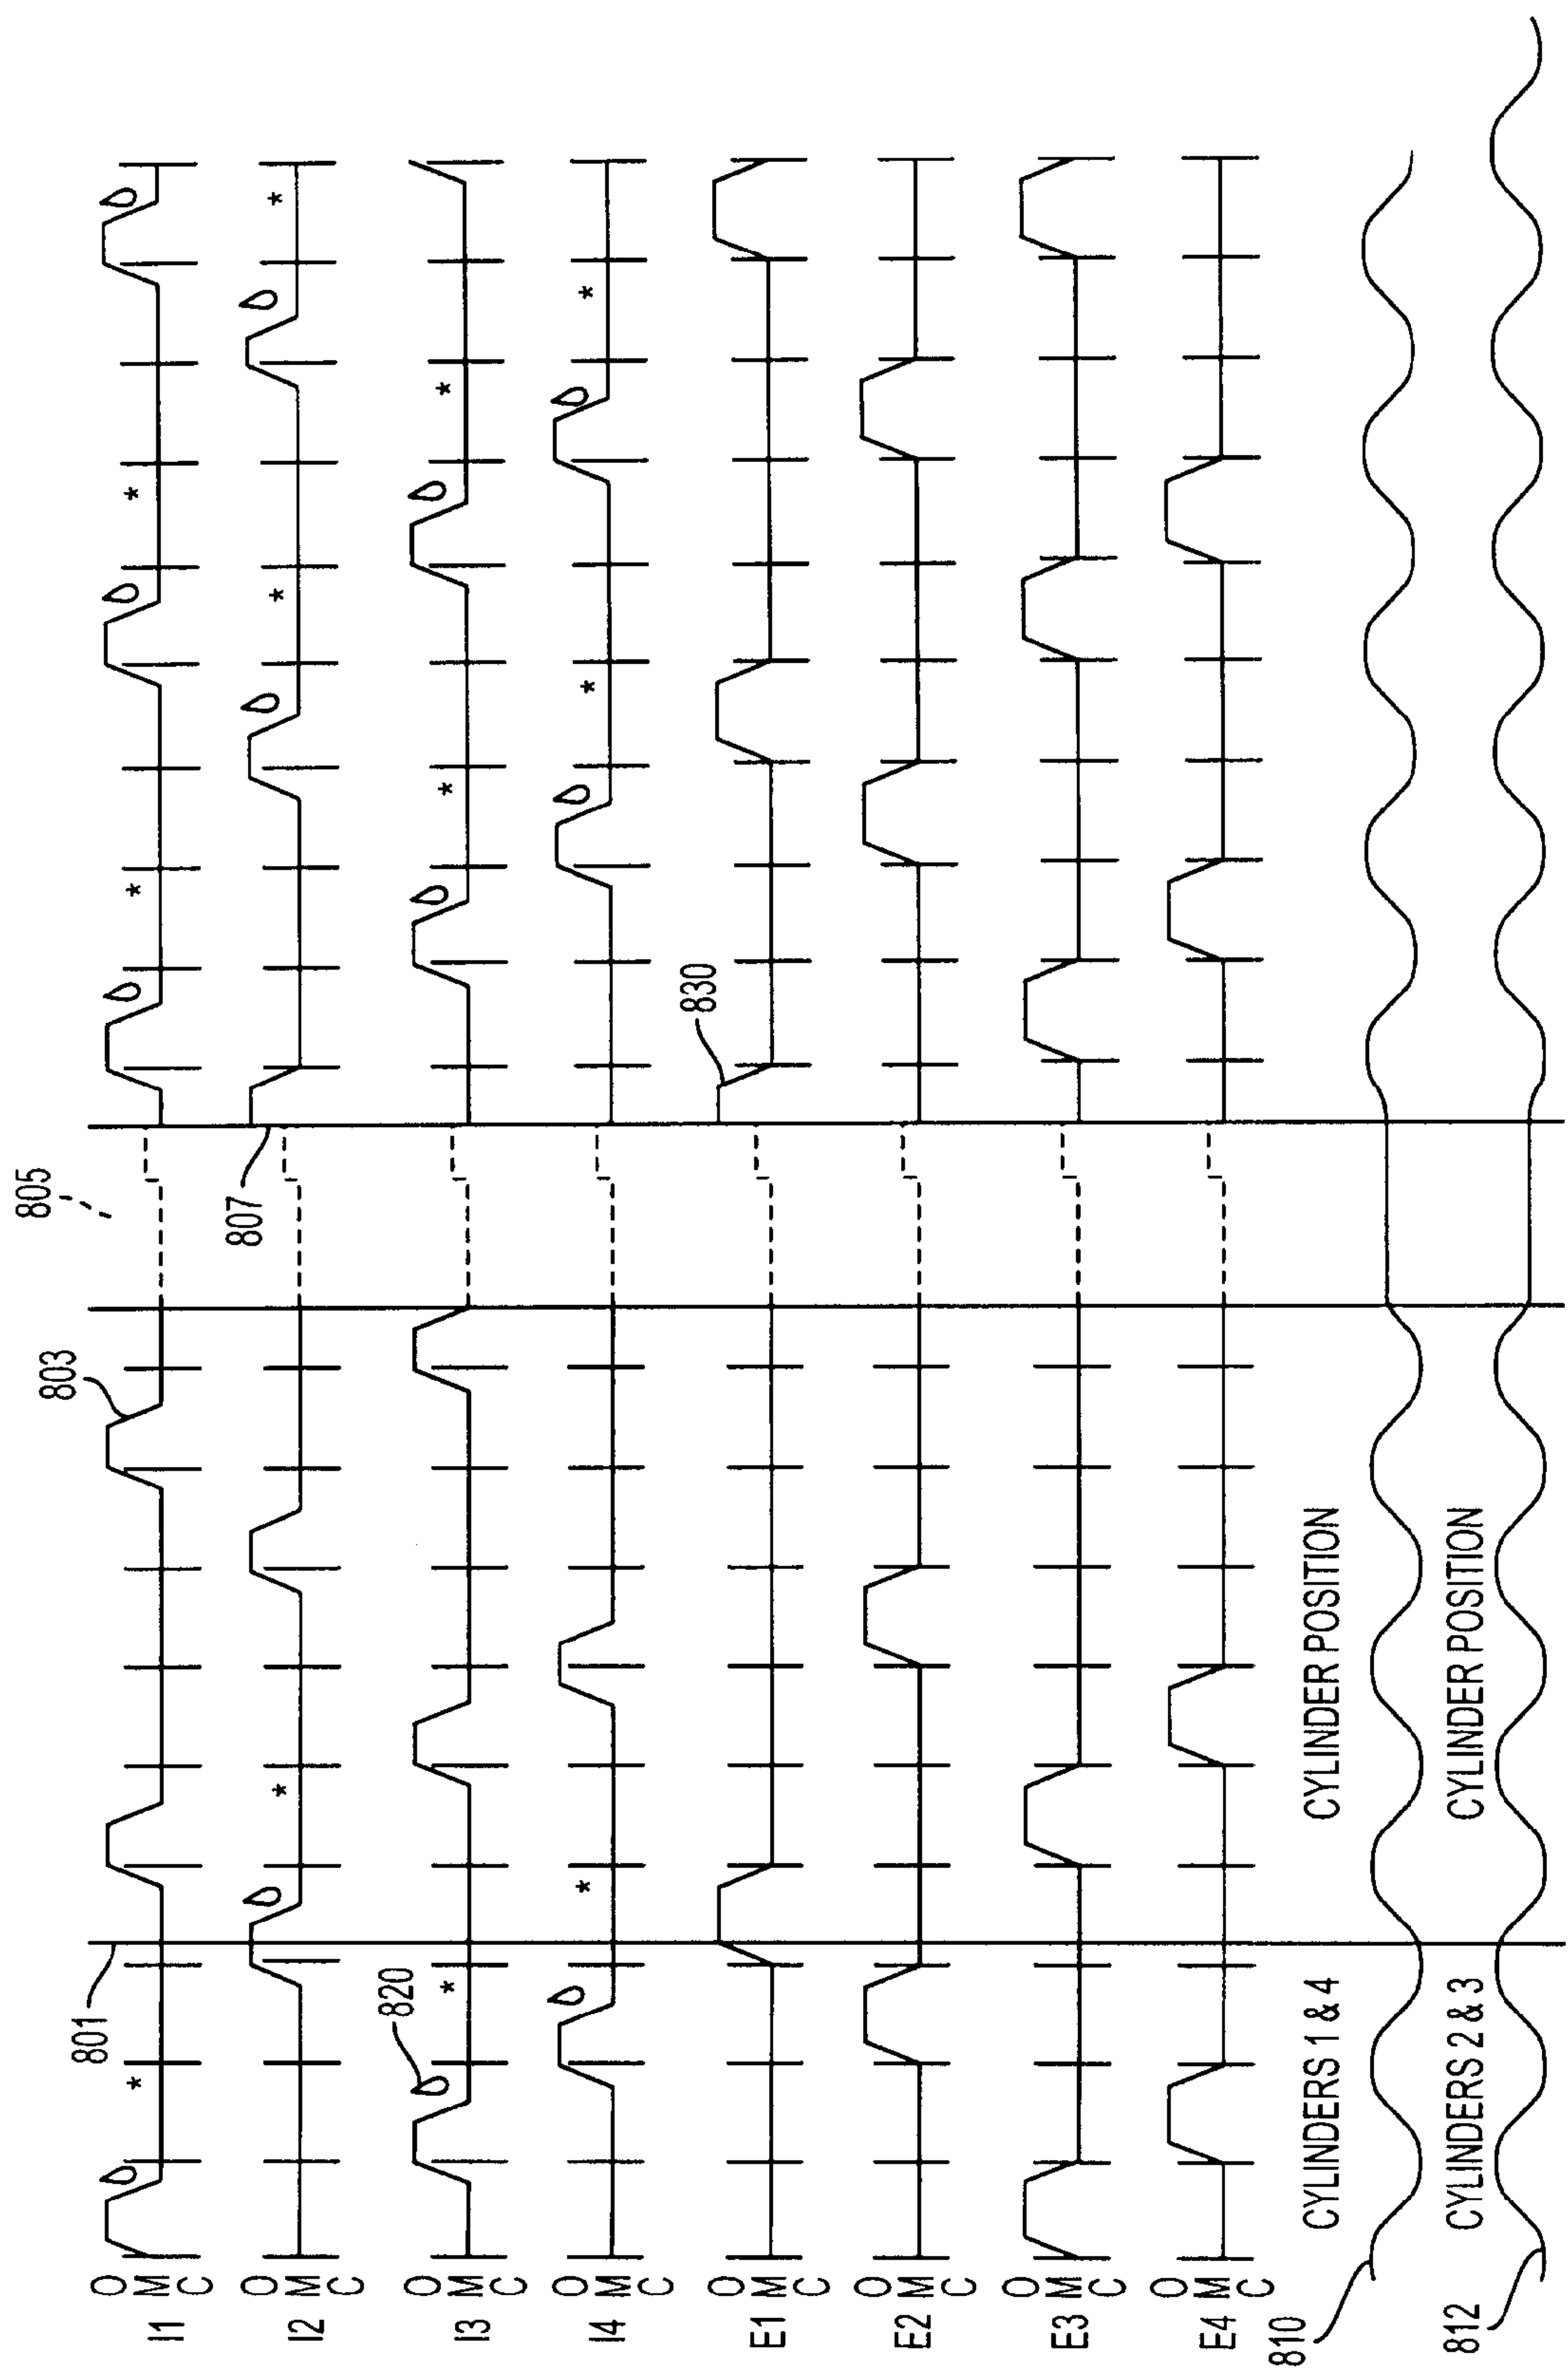 I1
O
M
C
I2
O
M
C
I3
O
M
C
I4
O
M
C
E1
O
M
C
E2
O
M
C
E3
O
M
C
E4
O
M
C
801
803
805
807
820
830
CYLINDERS 1 & 4
CYLINDER POSITION
810
CYLINDERS 2 & 3
CYLINDER POSITION
812